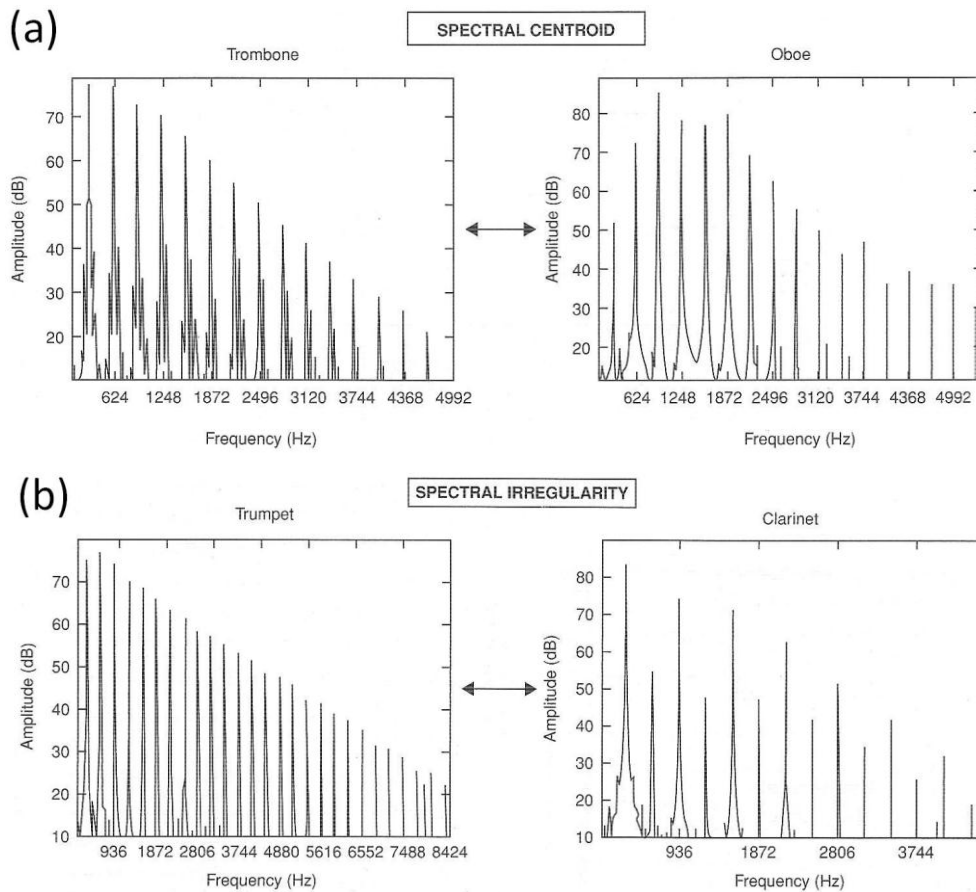 (a)
SPECTRAL CENTROID
Trombone
Oboe
Amplitude (dB)
70
60
50
40
30
20
624 1248 1872 2496 3120 3744 4368 4992
Frequency (Hz)
Amplitude (dB)
80
70
60
50
40
30
20
624 1248 1872 2496 3120 3744 4368 4992
Frequency (Hz)
(b)
SPECTRAL IRREGULARITY
Trumpet
Clarinet
Amplitude (dB)
70
60
50
40
30
20
10
936 1872 2806 3744 4880 5616 6552 7488 8424
Frequency (Hz)
Amplitude (dB)
80
70
60
50
40
30
20
10
936 1872 2806 3744
Frequency (Hz)